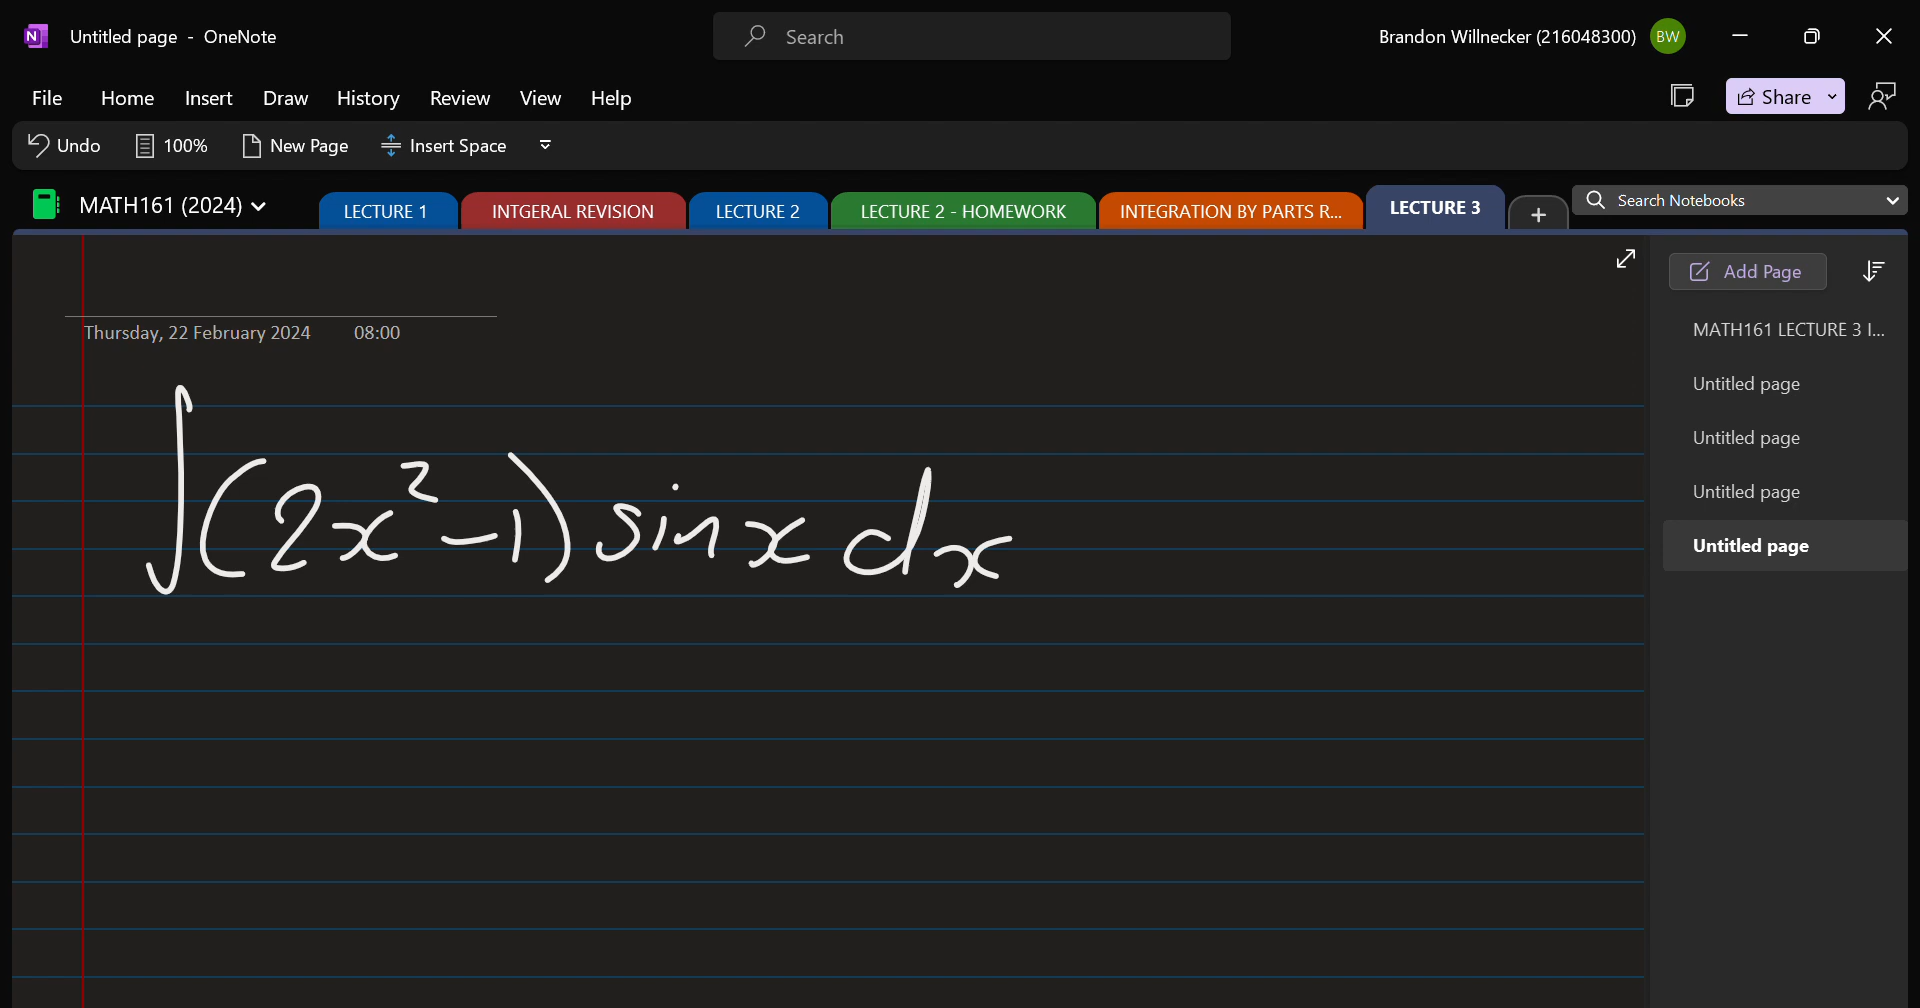 Untitled page - OneNote
Search
Brandon Willnecker (216048300) BW
File Home Insert Draw History Review View Help
Share
Undo 100% New Page Insert Space
MATH161 (2024)
LECTURE 1 INTGERAL REVISION LECTURE 2 LECTURE 2 - HOMEWORK INTEGRATION BY PARTS R... LECTURE 3 +
Search Notebooks
Thursday, 22 February 2024 08:00
∫(2x²-1) sin x dx
Add Page
MATH161 LECTURE 3 I...
Untitled page
Untitled page
Untitled page
Untitled page